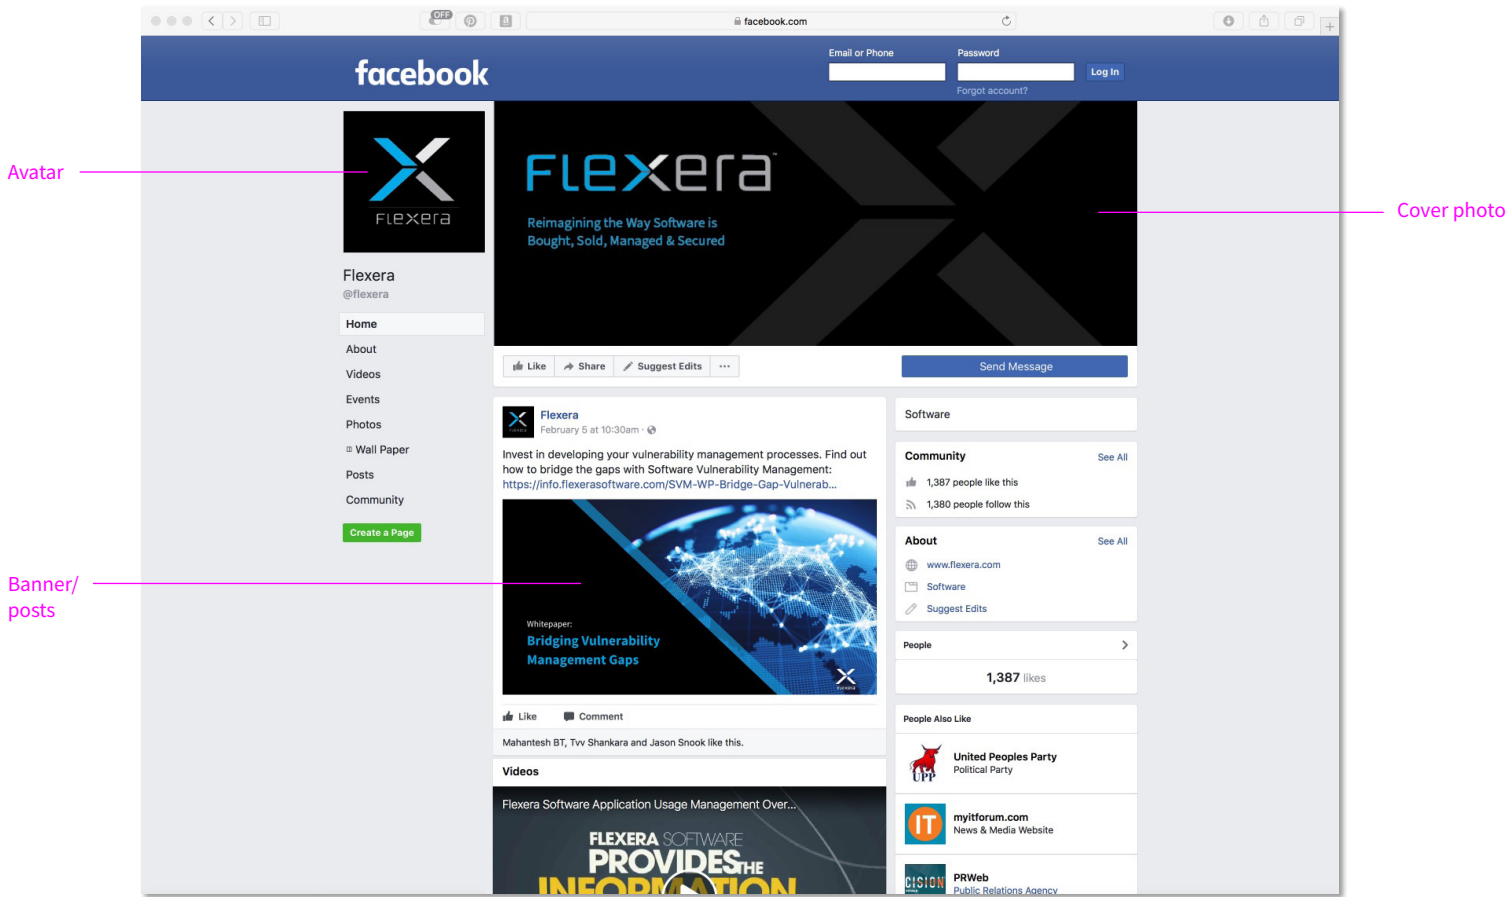 OFF
facebook.com
facebook
Email or Phone
Password
Log In
Forgot account?
Avatar
FLEXERA
FLEXERA™
Reimagining the Way Software is
Bought, Sold, Managed & Secured
Cover photo
Flexera
@flexera
Home
About
Videos
Events
Photos
Wall Paper
Posts
Community
Create a Page
Like
Share
Suggest Edits
Send Message
FLEXERA
Flexera
February 5 at 10:30am
Invest in developing your vulnerability management processes. Find out
how to bridge the gaps with Software Vulnerability Management:
https://info.flexerasoftware.com/SVM-WP-Bridge-Gap-Vulnerab...
Banner/
posts
Whitepaper:
Bridging Vulnerability
Management Gaps
FLEXERA
Like
Comment
Mahantesh BT, Tvv Shankara and Jason Snook like this.
Videos
Flexera Software Application Usage Management Over...
FLEXERA SOFTWARE
PROVIDES THE
INFORMATION
Software
Community
See All
1,387 people like this
1,380 people follow this
About
See All
www.flexera.com
Software
Suggest Edits
People
1,387 likes
People Also Like
UPP
United Peoples Party
Political Party
IT
myitforum.com
News & Media Website
CISION
PRWeb
Public Relations Agency